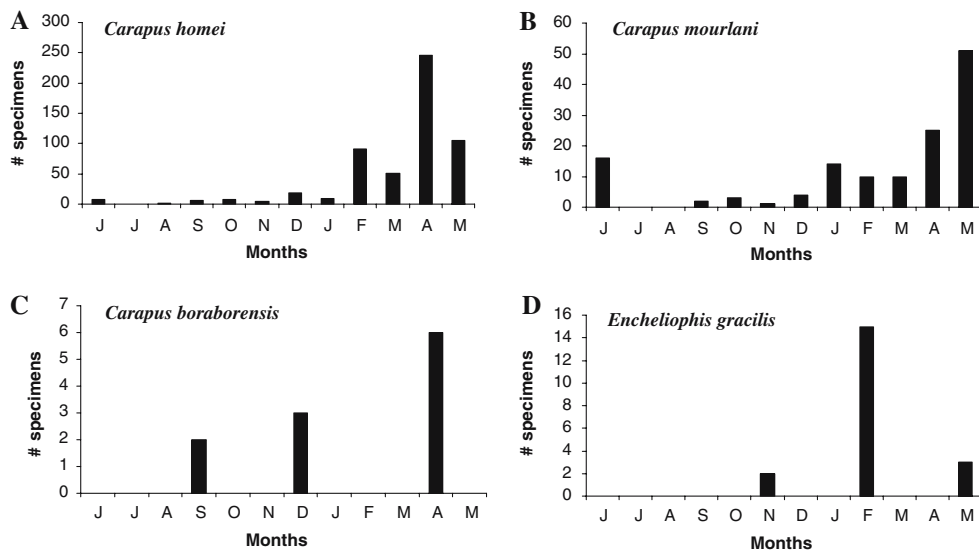 A
Carapus homei
# specimens
300
250
200
150
100
50
0
J J A S O N D J F M A M
Months
B
Carapus mourlani
# specimens
60
50
40
30
20
10
0
J J A S O N D J F M A M
Months
C
Carapus boraborensis
# specimens
7
6
5
4
3
2
1
0
J J A S O N D J F M A M
Months
D
Encheliophis gracilis
# specimens
16
14
12
10
8
6
4
2
0
J J A S O N D J F M A M
Months